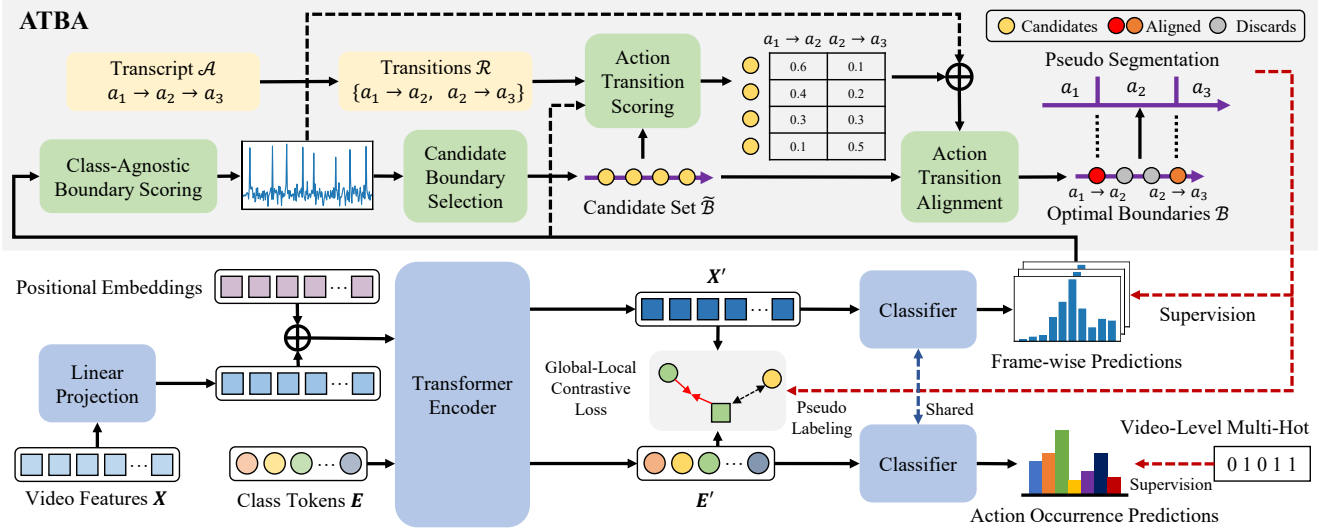 ATBA
Candidates
Aligned
Discards
Transcript 𝒜
a₁ → a₂ → a₃
Transitions ℛ
{a₁ → a₂, a₂ → a₃}
Action
Transition
Scoring
a₁ → a₂ a₂ → a₃
0.6 0.1
0.4 0.2
0.3 0.3
0.1 0.5
Pseudo Segmentation
a₁ a₂ a₃
Class-Agnostic
Boundary Scoring
Candidate
Boundary
Selection
Candidate Set ℬ̃
Action
Transition
Alignment
a₁ → a₂ a₂ → a₃
Optimal Boundaries ℬ
Positional Embeddings
Linear
Projection
Video Features X
Class Tokens E
Transformer
Encoder
X′
Global-Local
Contrastive
Loss
Pseudo
Labeling
E′
Classifier
Shared
Classifier
Frame-wise Predictions
Supervision
Video-Level Multi-Hot
0 1 0 1 1
Supervision
Action Occurrence Predictions